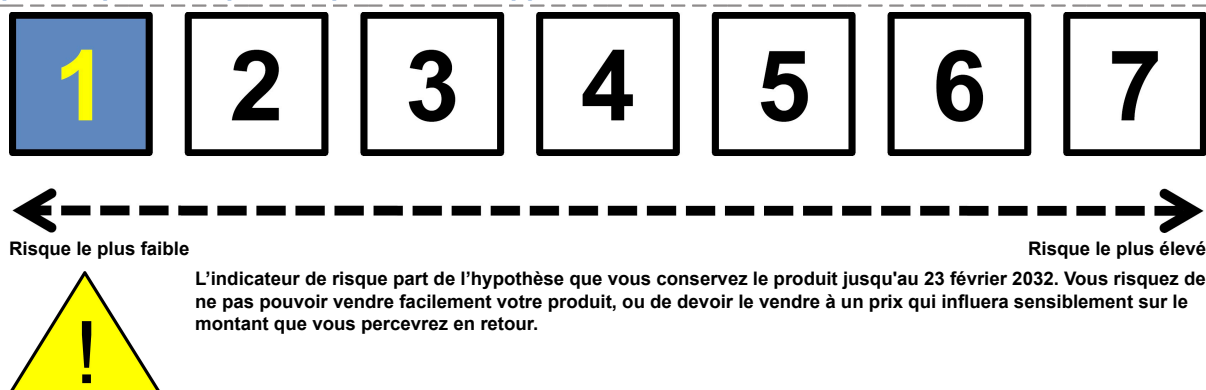 1 2 3 4 5 6 7
Risque le plus faible Risque le plus élevé
L’indicateur de risque part de l’hypothèse que vous conservez le produit jusqu'au 23 février 2032. Vous risquez de
ne pas pouvoir vendre facilement votre produit, ou de devoir le vendre à un prix qui influera sensiblement sur le
montant que vous percevrez en retour.
!